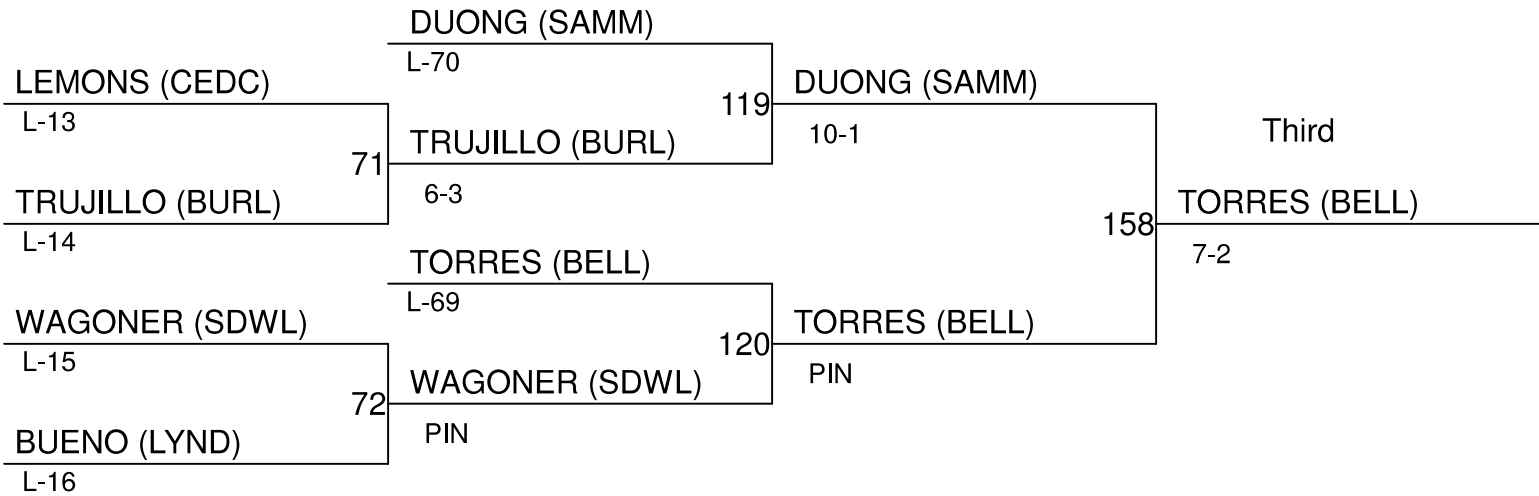 DUONG (SAMM)
L-70
LEMONS (CEDC)
L-13
119
DUONG (SAMM)
10-1
71
TRUJILLO (BURL)
6-3
Third
TRUJILLO (BURL)
L-14
158
TORRES (BELL)
7-2
TORRES (BELL)
L-69
WAGONER (SDWL)
L-15
120
TORRES (BELL)
PIN
72
WAGONER (SDWL)
PIN
BUENO (LYND)
L-16